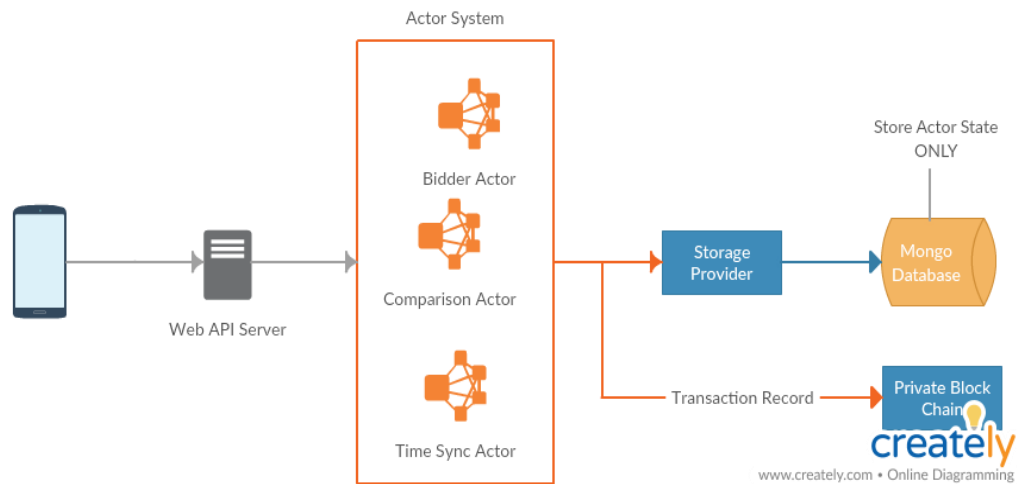 Actor System
Bidder Actor
Comparison Actor
Time Sync Actor
Web API Server
Storage
Provider
Store Actor State
ONLY
Mongo
Database
Transaction Record
Private Block
Chain
creately
www.creately.com • Online Diagramming